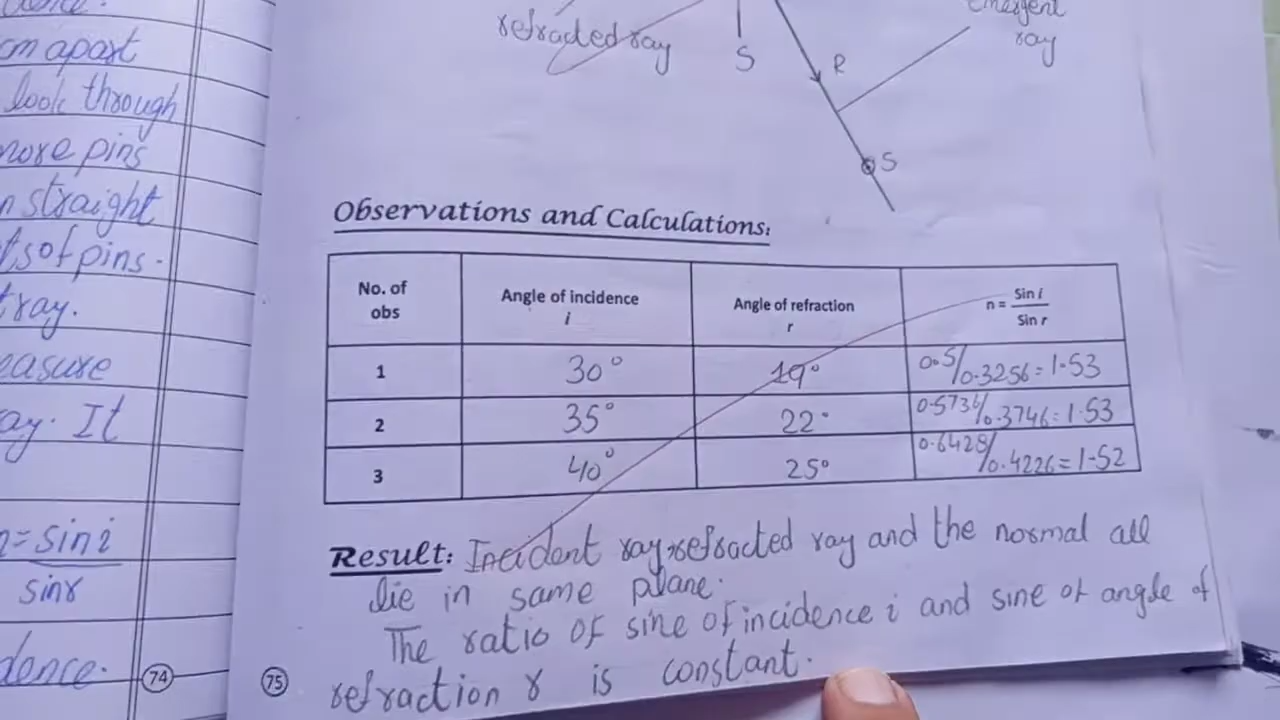 cm apart
look through
more pins
n straight
ts of pins.
t ray.
easure
ay. It
n = sin i
sin r
dence.
74
refracted ray
S
R
emergent
ray
S
Observations and Calculations:
No. of obs | Angle of incidence i | Angle of refraction r | n = Sin i / Sin r
1 | 30° | 19° | 0.5/0.3256 = 1.53
2 | 35° | 22° | 0.5736/0.3746 = 1.53
3 | 40° | 25° | 0.6428/0.4226 = 1.52
Result: Incident ray, refracted ray and the normal all
lie in same plane.
The ratio of sine of incidence i and sine of angle of
refraction r is constant.
75